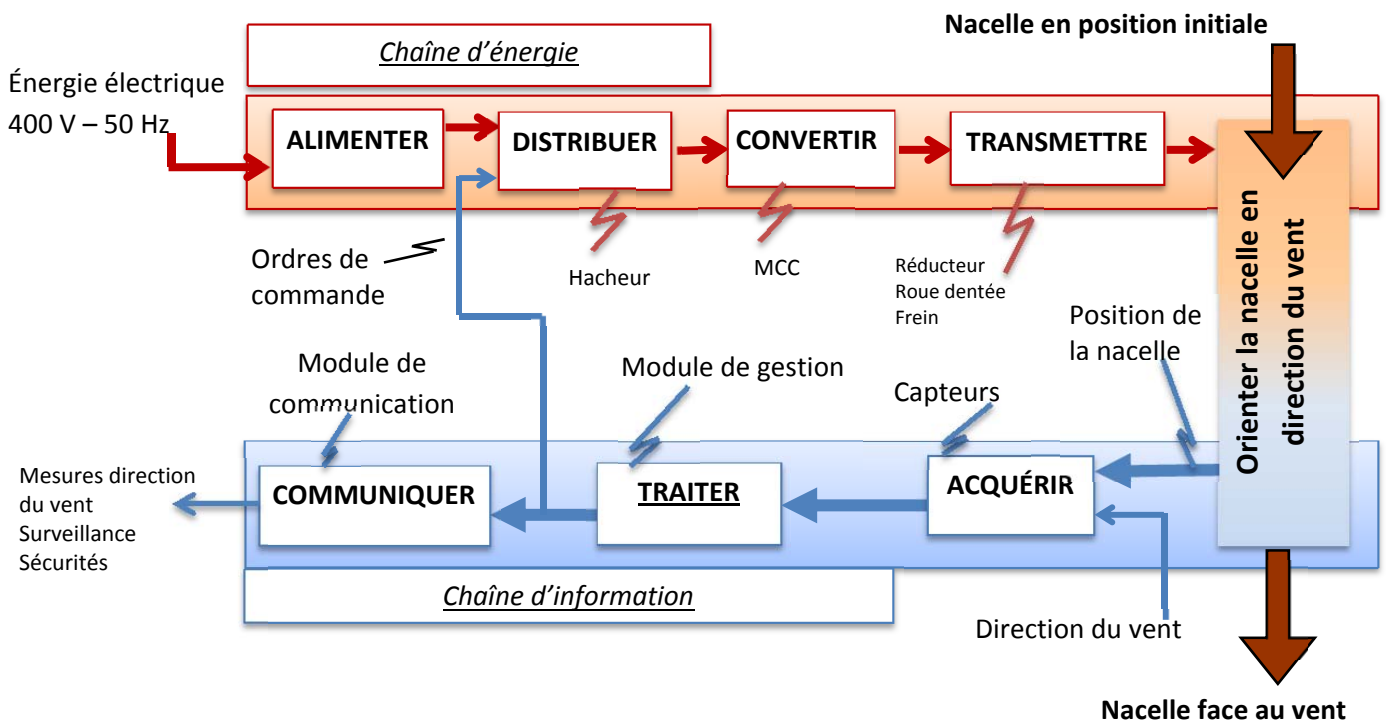 Nacelle en position initiale
Chaîne d’énergie
Énergie électrique
400 V – 50 Hz
ALIMENTER
DISTRIBUER
CONVERTIR
TRANSMETTRE
Orienter la nacelle en
direction du vent
Ordres de
commande
Hacheur
MCC
Réducteur
Roue dentée
Frein
Position de
la nacelle
Module de
communication
Module de gestion
Capteurs
Mesures direction
du vent
Surveillance
Sécurités
COMMUNIQUER
TRAITER
ACQUÉRIR
Chaîne d’information
Direction du vent
Nacelle face au vent